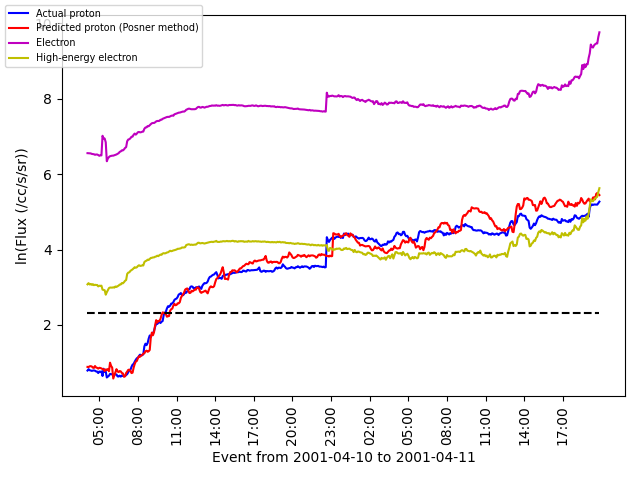 Actual proton
Predicted proton (Posner method)
Electron
High-energy electron
8
6
4
2
ln(Flux (/cc/s/sr))
05:00
08:00
11:00
14:00
17:00
20:00
23:00
02:00
05:00
08:00
11:00
14:00
17:00
Event from 2001-04-10 to 2001-04-11